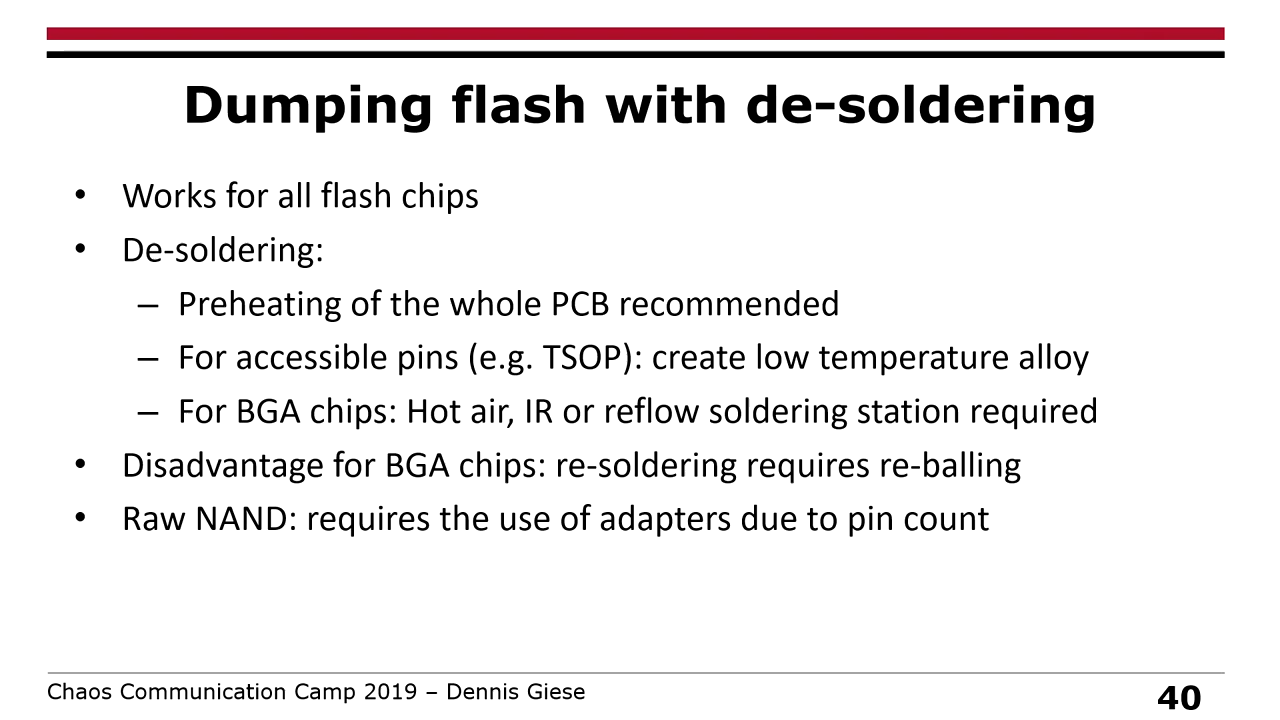 Dumping flash with de-soldering
• Works for all flash chips
• De-soldering:
– Preheating of the whole PCB recommended
– For accessible pins (e.g. TSOP): create low temperature alloy
– For BGA chips: Hot air, IR or reflow soldering station required
• Disadvantage for BGA chips: re-soldering requires re-balling
• Raw NAND: requires the use of adapters due to pin count
Chaos Communication Camp 2019 – Dennis Giese
40